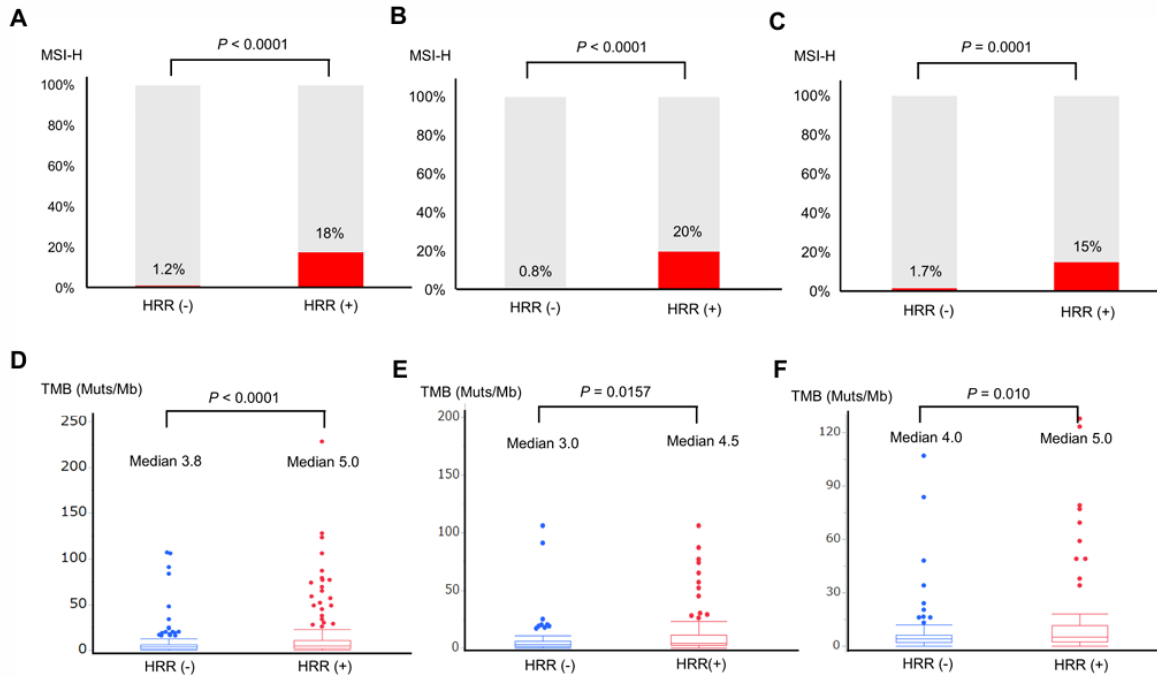 A
P < 0.0001
MSI-H
100%
80%
60%
40%
20%
0%
1.2%
18%
HRR (-)
HRR (+)
B
P < 0.0001
MSI-H
100%
80%
60%
40%
20%
0%
0.8%
20%
HRR (-)
HRR (+)
C
P = 0.0001
MSI-H
100%
80%
60%
40%
20%
0%
1.7%
15%
HRR (-)
HRR (+)
D
TMB (Muts/Mb)
P < 0.0001
250
200
150
100
50
0
Median 3.8
Median 5.0
HRR (-)
HRR (+)
E
TMB (Muts/Mb)
P = 0.0157
200
150
100
50
0
Median 3.0
Median 4.5
HRR (-)
HRR(+)
F
TMB (Muts/Mb)
P = 0.010
120
90
60
30
0
Median 4.0
Median 5.0
HRR (-)
HRR (+)